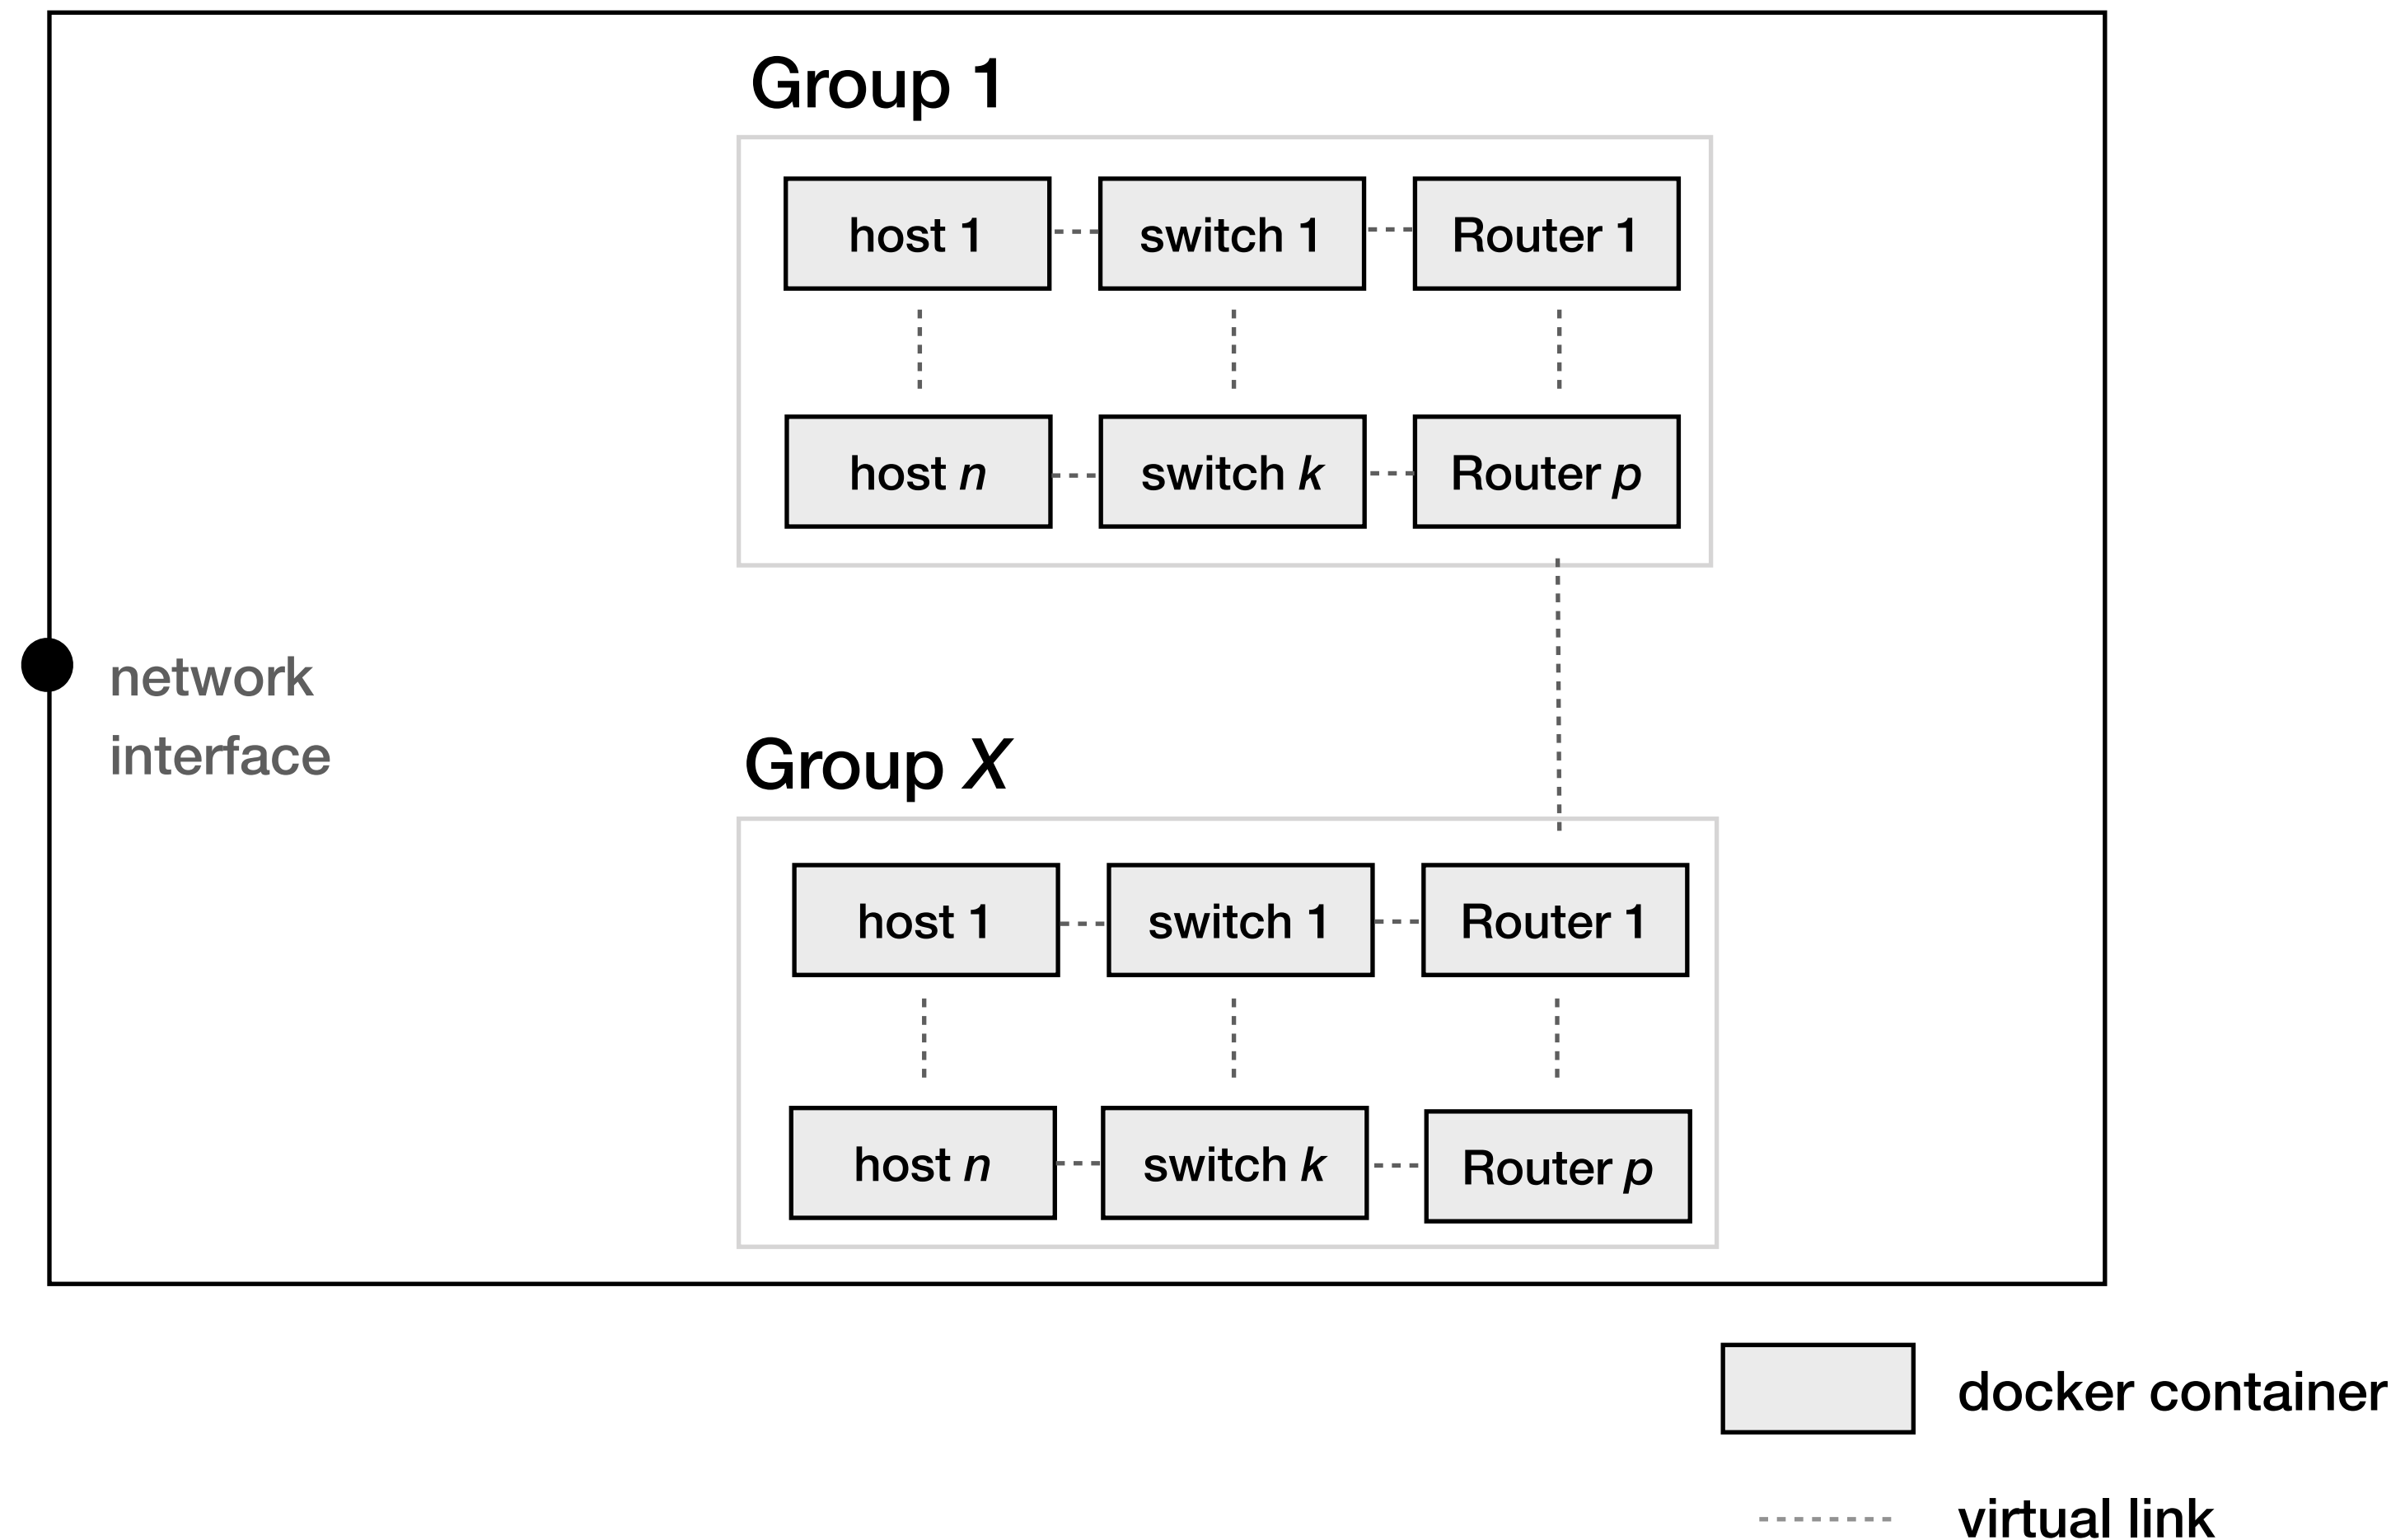 Group 1
host 1
switch 1
Router 1
host n
switch k
Router p
network
interface
Group X
host 1
switch 1
Router 1
host n
switch k
Router p
docker container
virtual link